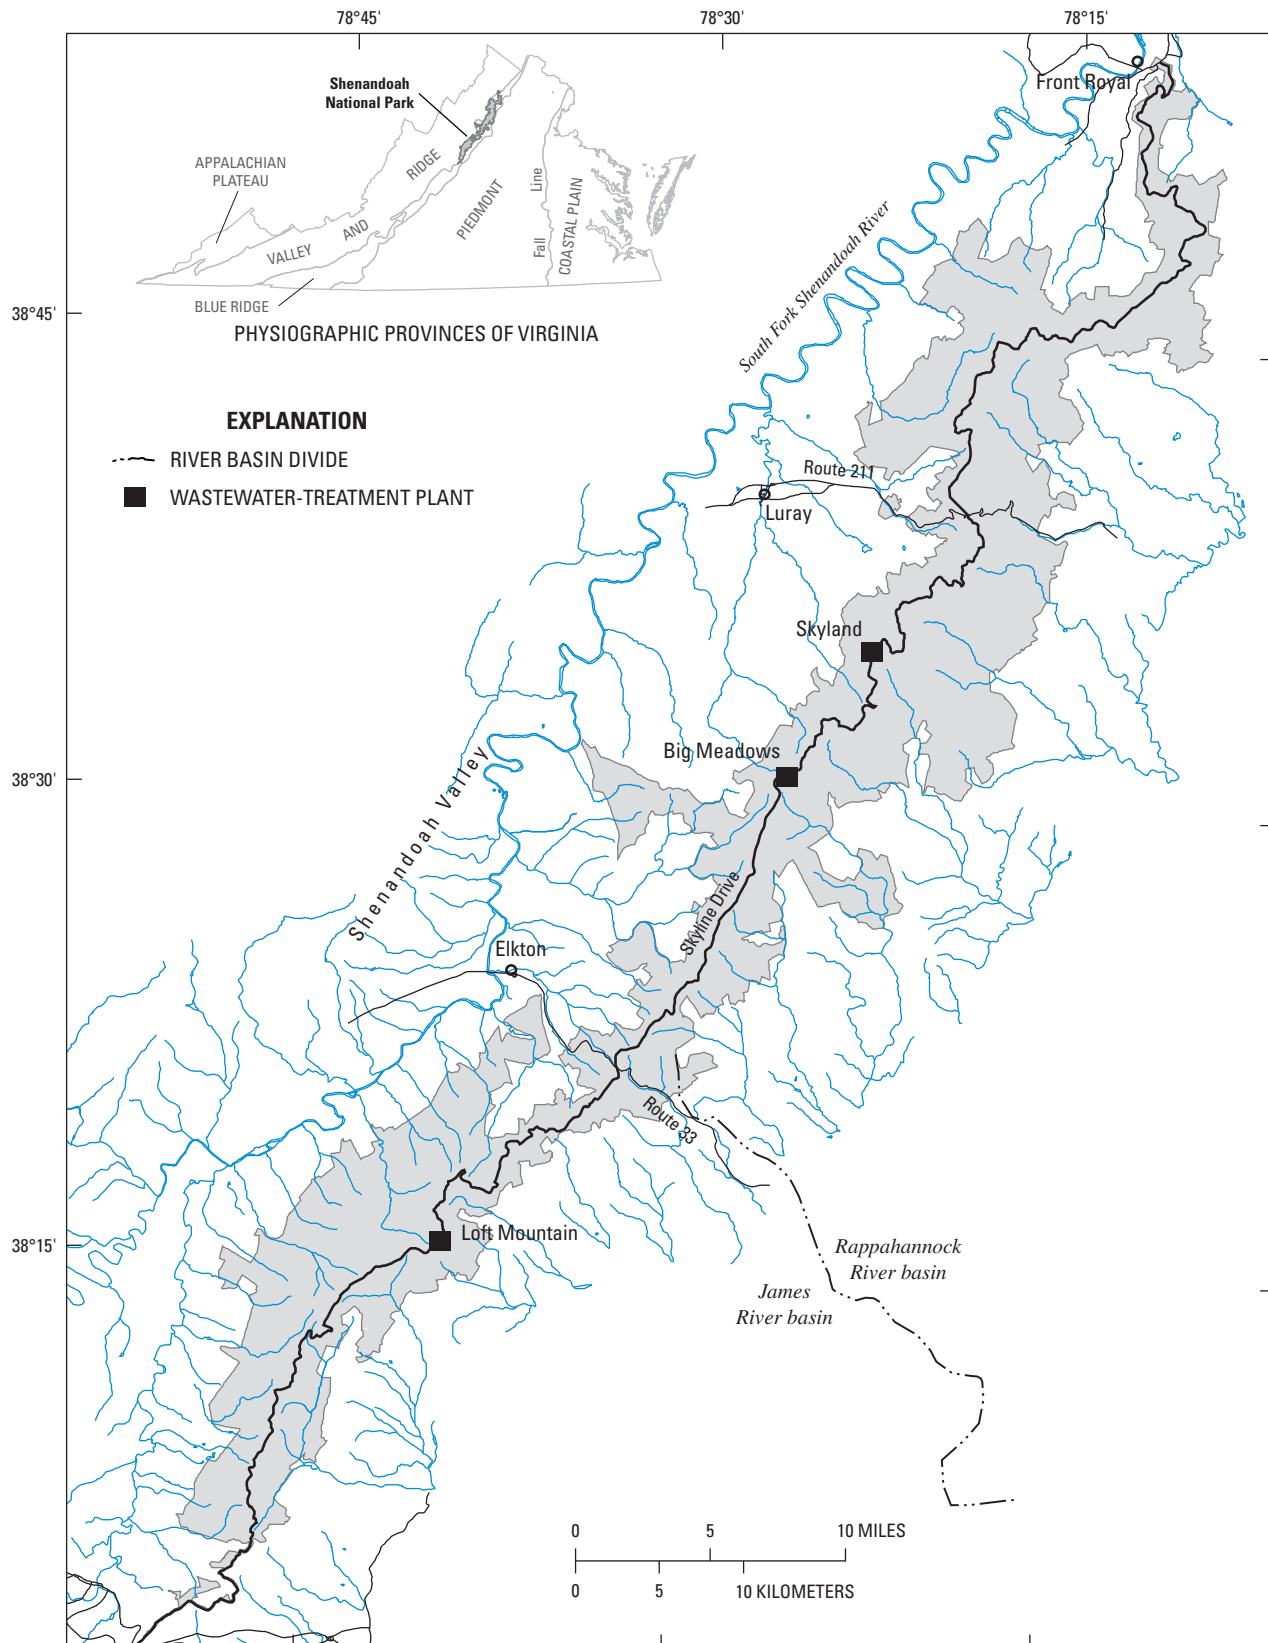 78°45'
78°30'
78°15'
Front Royal
Shenandoah
National Park
APPALACHIAN
PLATEAU
RIDGE
AND
VALLEY
BLUE RIDGE
PIEDMONT
Fall Line
COASTAL PLAIN
PHYSIOGRAPHIC PROVINCES OF VIRGINIA
South Fork Shenandoah River
38°45'
EXPLANATION
RIVER BASIN DIVIDE
WASTEWATER-TREATMENT PLANT
Route 211
Luray
Skyland
Big Meadows
38°30'
Shenandoah Valley
Skyline Drive
Elkton
Route 33
Loft Mountain
38°15'
Rappahannock
River basin
James
River basin
0 5 10 MILES
0 5 10 KILOMETERS